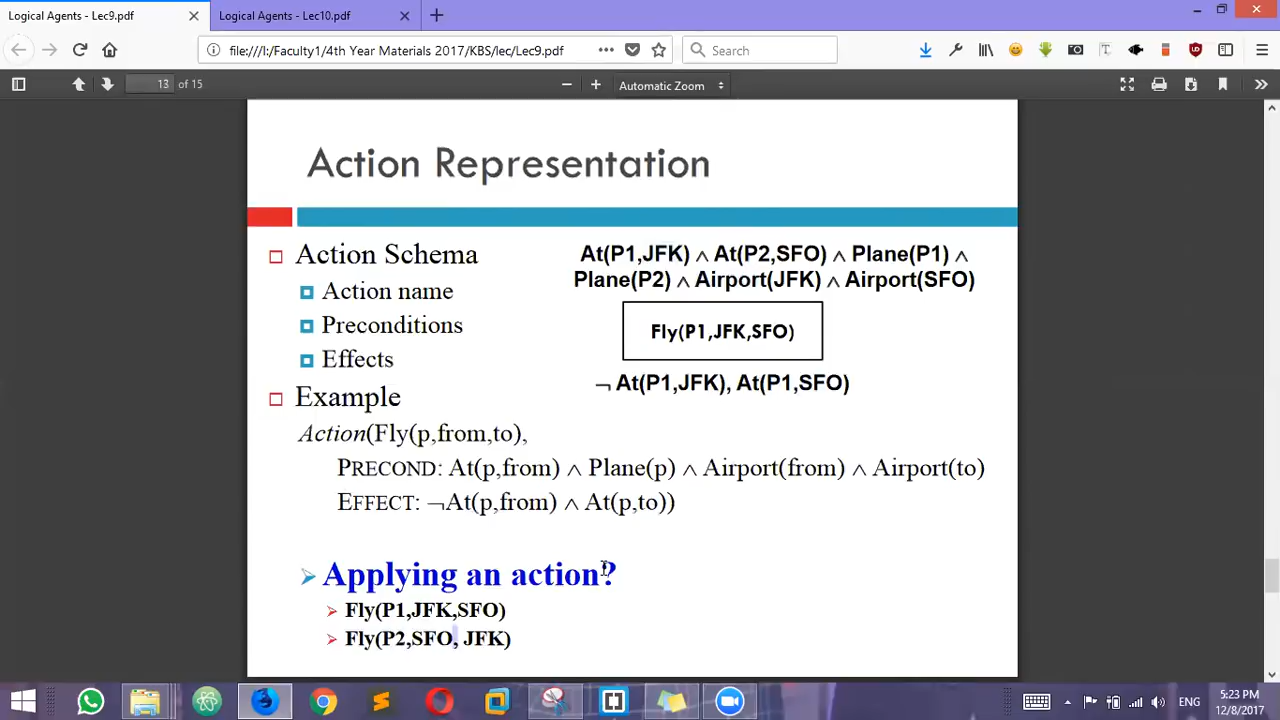 Logical Agents - Lec9.pdf
Logical Agents - Lec10.pdf
file:///I:/Faculty1/4th Year Materials 2017/KBS/lec/Lec9.pdf
Search
13 of 15
Automatic Zoom
Action Representation
Action Schema
Action name
Preconditions
Effects
At(P1,JFK) ∧ At(P2,SFO) ∧ Plane(P1) ∧
Plane(P2) ∧ Airport(JFK) ∧ Airport(SFO)
Fly(P1,JFK,SFO)
¬ At(P1,JFK), At(P1,SFO)
Example
Action(Fly(p,from,to),
PRECOND: At(p,from) ∧ Plane(p) ∧ Airport(from) ∧ Airport(to)
EFFECT: ¬At(p,from) ∧ At(p,to))
Applying an action?
Fly(P1,JFK,SFO)
Fly(P2,SFO, JFK)
ENG
5:23 PM
12/8/2017